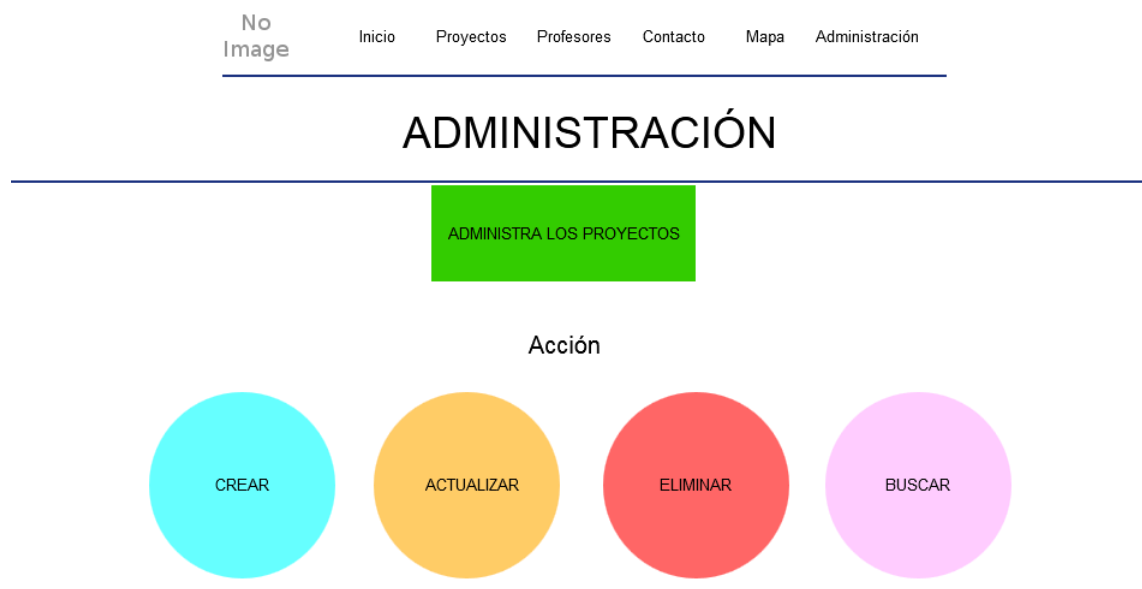 No
Image
Inicio Proyectos Profesores Contacto Mapa Administración
ADMINISTRACIÓN
ADMINISTRA LOS PROYECTOS
Acción
CREAR ACTUALIZAR ELIMINAR BUSCAR